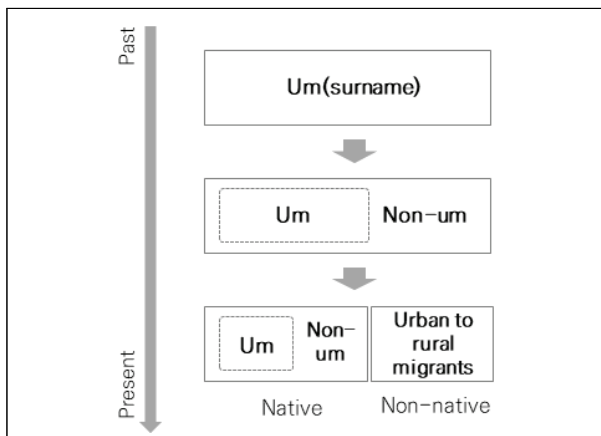 Past
Um(surname)
Um Non-um
Um
Non-
um
Urban to
rural
migrants
Present
Native Non-native